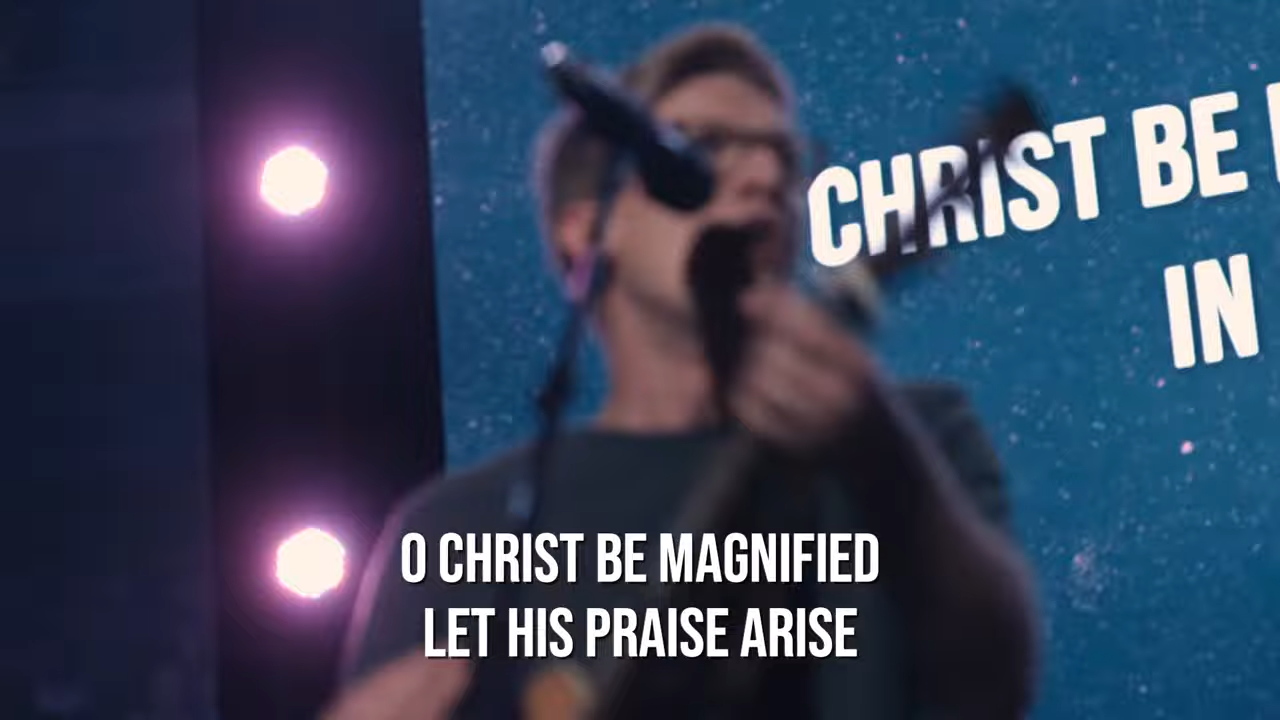 CHRIST BE
IN
O CHRIST BE MAGNIFIED
LET HIS PRAISE ARISE